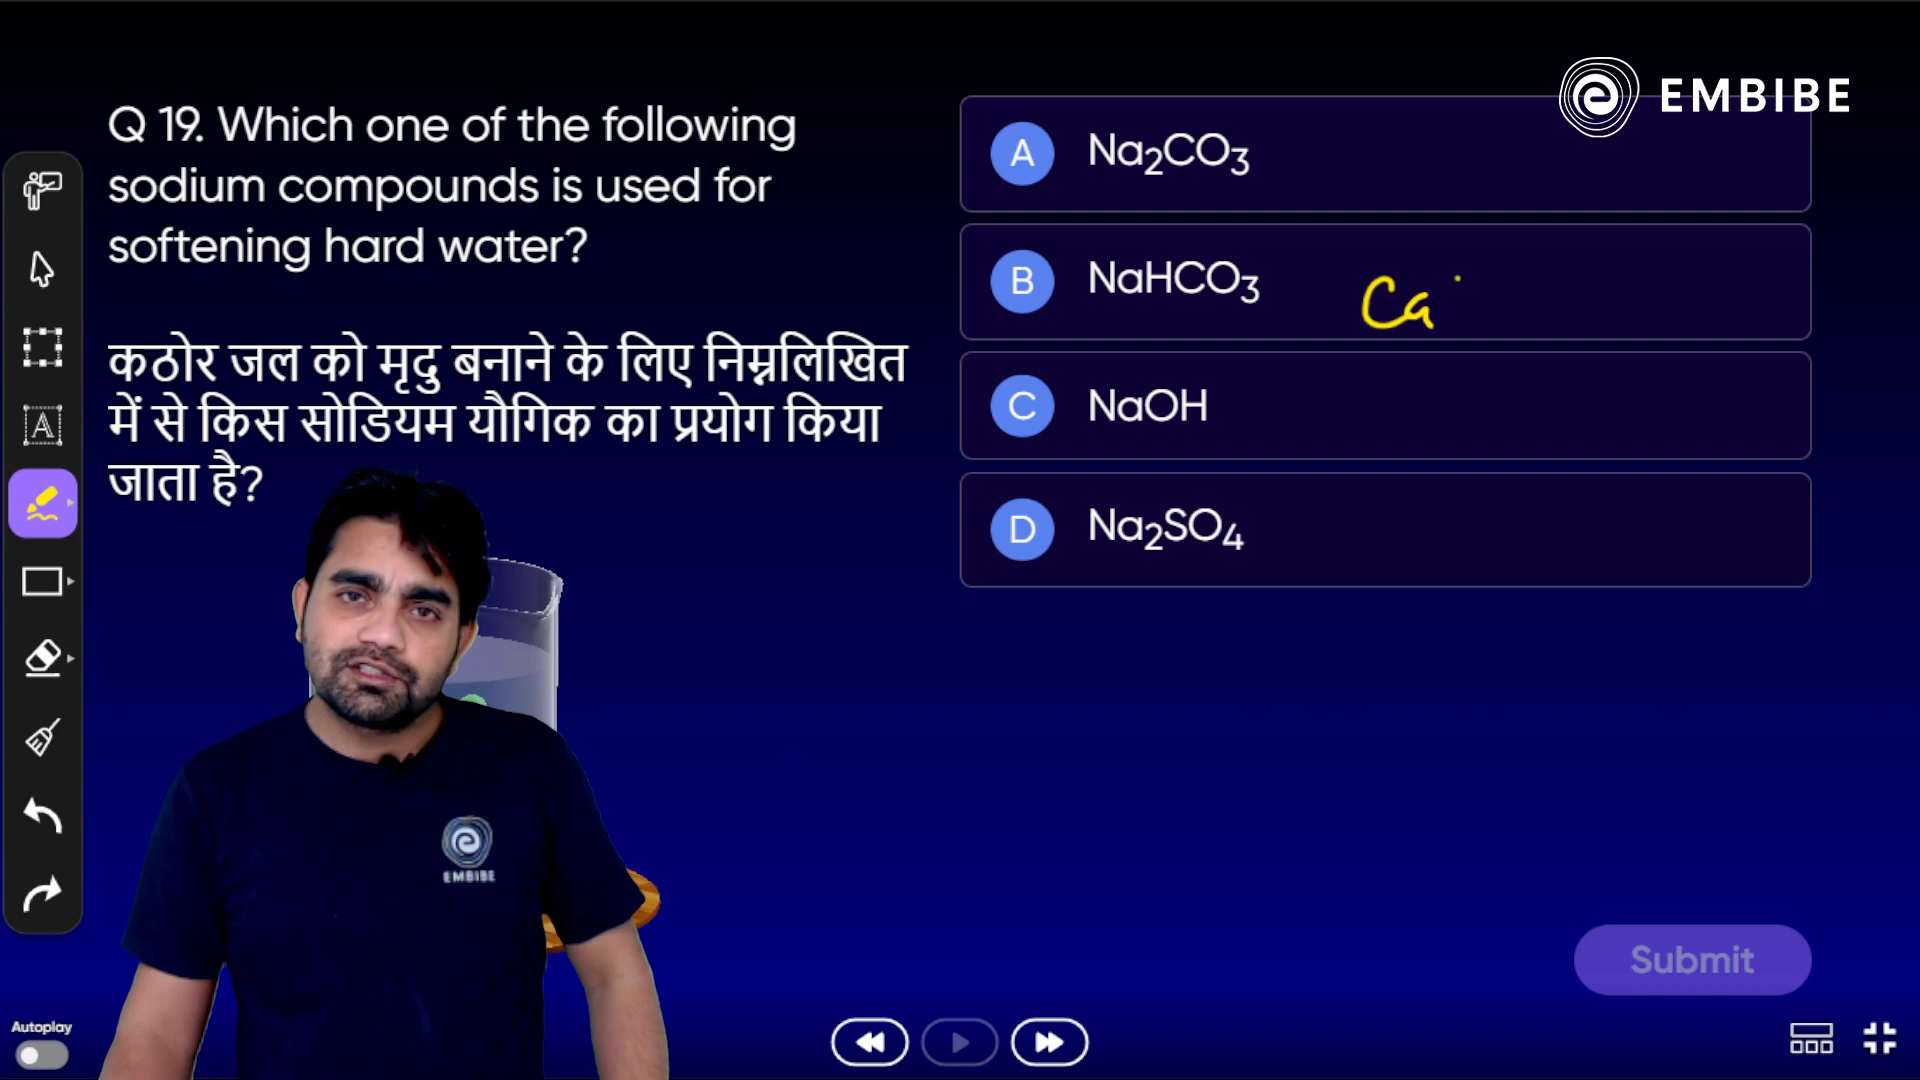 EMBIBE
Q 19. Which one of the following
sodium compounds is used for
softening hard water?
कठोर जल को मृदु बनाने के लिए निम्नलिखित
में से किस सोडियम यौगिक का प्रयोग किया
जाता है?
A Na2CO3
B NaHCO3
Ca
C NaOH
D Na2SO4
A
EMBIBE
Submit
Autoplay